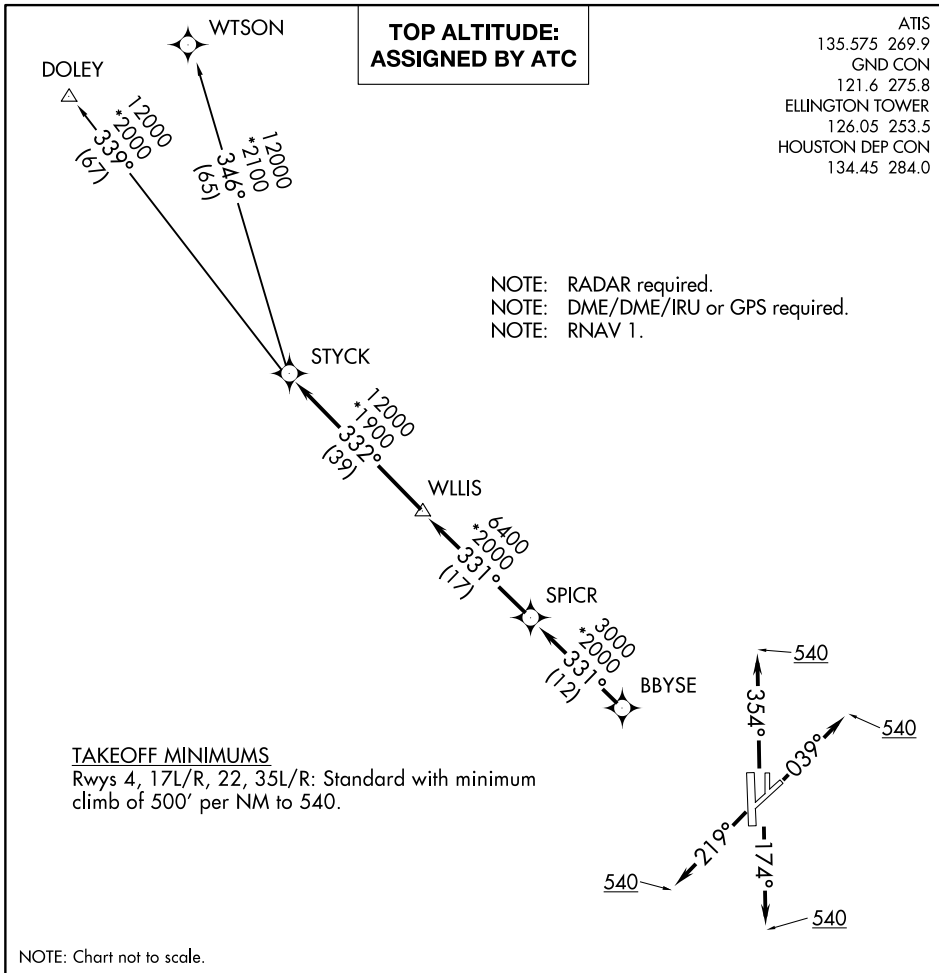 TOP ALTITUDE:
ASSIGNED BY ATC
ATIS
135.575 269.9
GND CON
121.6 275.8
ELLINGTON TOWER
126.05 253.5
HOUSTON DEP CON
134.45 284.0
WTSON
DOLEY
12000
*2000
339°
(67)
12000
*2100
346°
(65)
NOTE: RADAR required.
NOTE: DME/DME/IRU or GPS required.
NOTE: RNAV 1.
STYCK
12000
*1900
332°
(39)
WLLIS
6400
*2000
331°
(17)
SPICR
3000
*2000
331°
(12)
BBYSE
540
354°
540
039°
219°
540
174°
540
TAKEOFF MINIMUMS
Rwys 4, 17L/R, 22, 35L/R: Standard with minimum
climb of 500' per NM to 540.
NOTE: Chart not to scale.